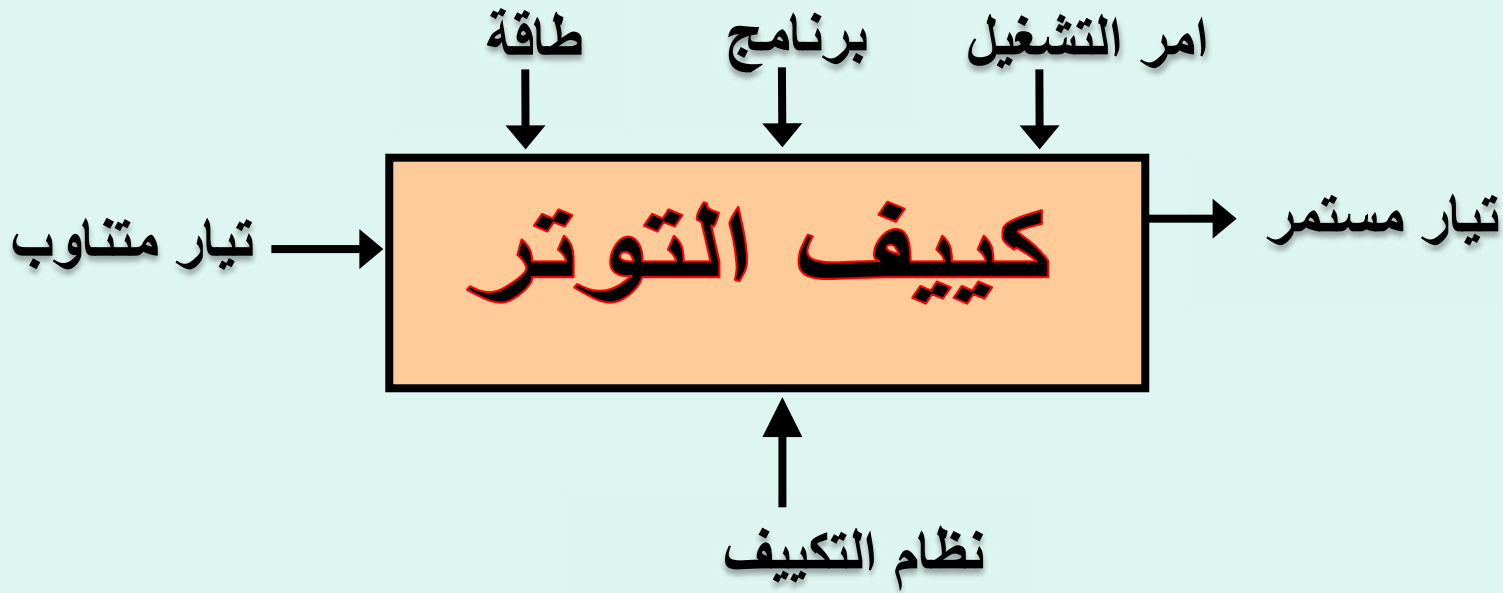 امر التشغيل
برنامج
طاقة
تيار متناوب
كييف التوتر
تيار مستمر
نظام التكييف